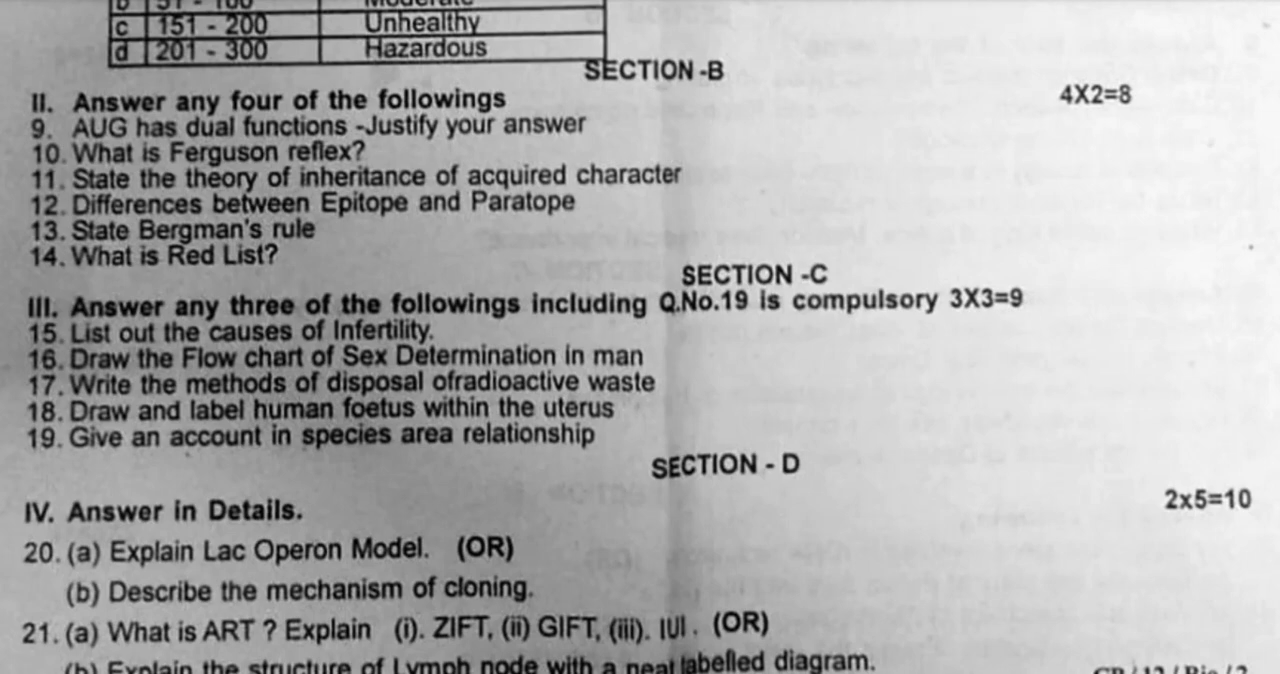 b 51 - 100 Moderate
c 151 - 200 Unhealthy
d 201 - 300 Hazardous
SECTION -B
II. Answer any four of the followings 4X2=8
9. AUG has dual functions -Justify your answer
10. What is Ferguson reflex?
11. State the theory of inheritance of acquired character
12. Differences between Epitope and Paratope
13. State Bergman's rule
14. What is Red List?
SECTION -C
III. Answer any three of the followings including Q.No.19 is compulsory 3X3=9
15. List out the causes of Infertility.
16. Draw the Flow chart of Sex Determination in man
17. Write the methods of disposal ofradioactive waste
18. Draw and label human foetus within the uterus
19. Give an account in species area relationship
SECTION - D
IV. Answer in Details. 2x5=10
20. (a) Explain Lac Operon Model. (OR)
(b) Describe the mechanism of cloning.
21. (a) What is ART ? Explain (i). ZIFT, (ii) GIFT, (iii). IUI . (OR)
(b) Explain the structure of Lymph node with a neat labelled diagram.